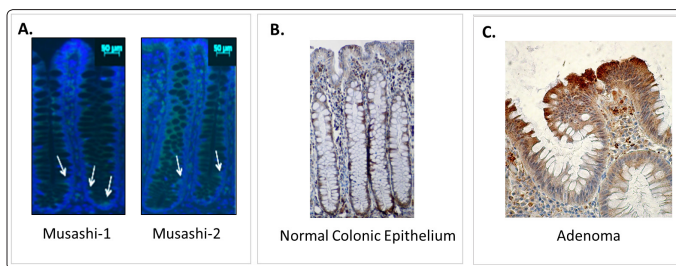 A.
50 µm
50 µm
Musashi-1
Musashi-2
B.
Normal Colonic Epithelium
C.
Adenoma